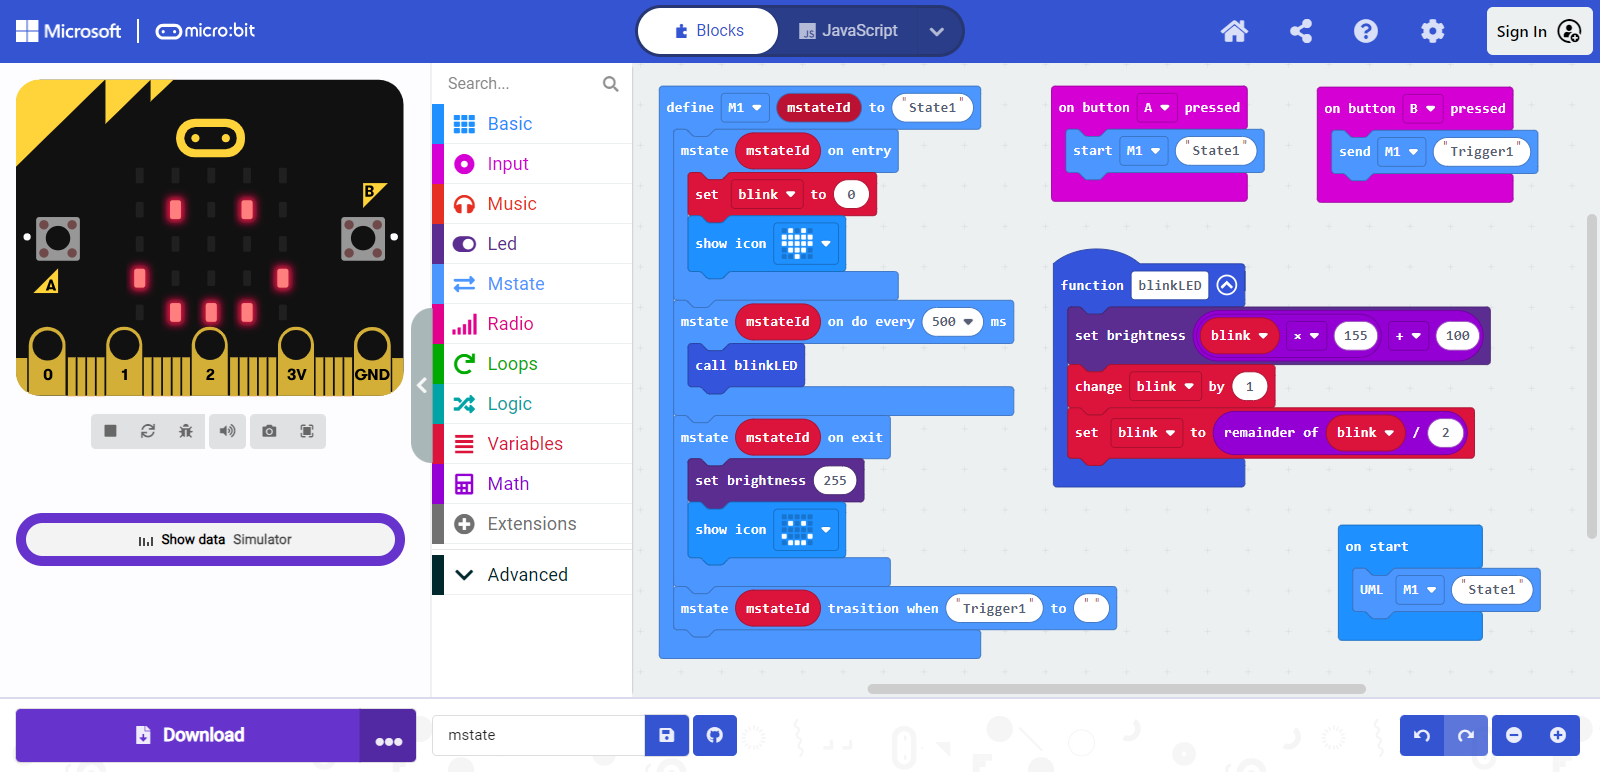 Microsoft micro:bit Blocks JS JavaScript Sign In
B
A
0 1 2 3V GND
Show data Simulator
Search...
Basic
Input
Music
Led
Mstate
Radio
Loops
Logic
Variables
Math
Extensions
Advanced
define M1 mstateId to "State1"
mstate mstateId on entry
set blink to 0
show icon
mstate mstateId on do every 500 ms
call blinkLED
mstate mstateId on exit
set brightness 255
show icon
mstate mstateId trasition when "Trigger1" to " "
on button A pressed
start M1 "State1"
on button B pressed
send M1 "Trigger1"
function blinkLED
set brightness blink × 155 + 100
change blink by 1
set blink to remainder of blink / 2
on start
UML M1 "State1"
Download ••• mstate